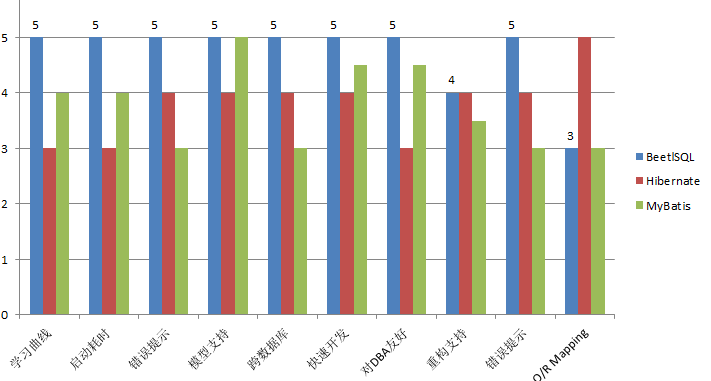 5 5 5 5 5 5 5 4 5 3
5
4
3
2
1
0
学习曲线
启动耗时
错误提示
模型支持
跨数据库
快速开发
对DBA友好
重构支持
错误提示
O/R Mapping
BeetlSQL
Hibernate
MyBatis